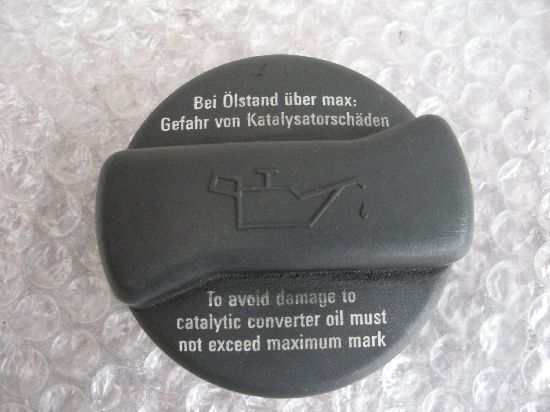 Bei Ölstand über max:
Gefahr von Katalysatorschäden
To avoid damage to
catalytic converter oil must
not exceed maximum mark